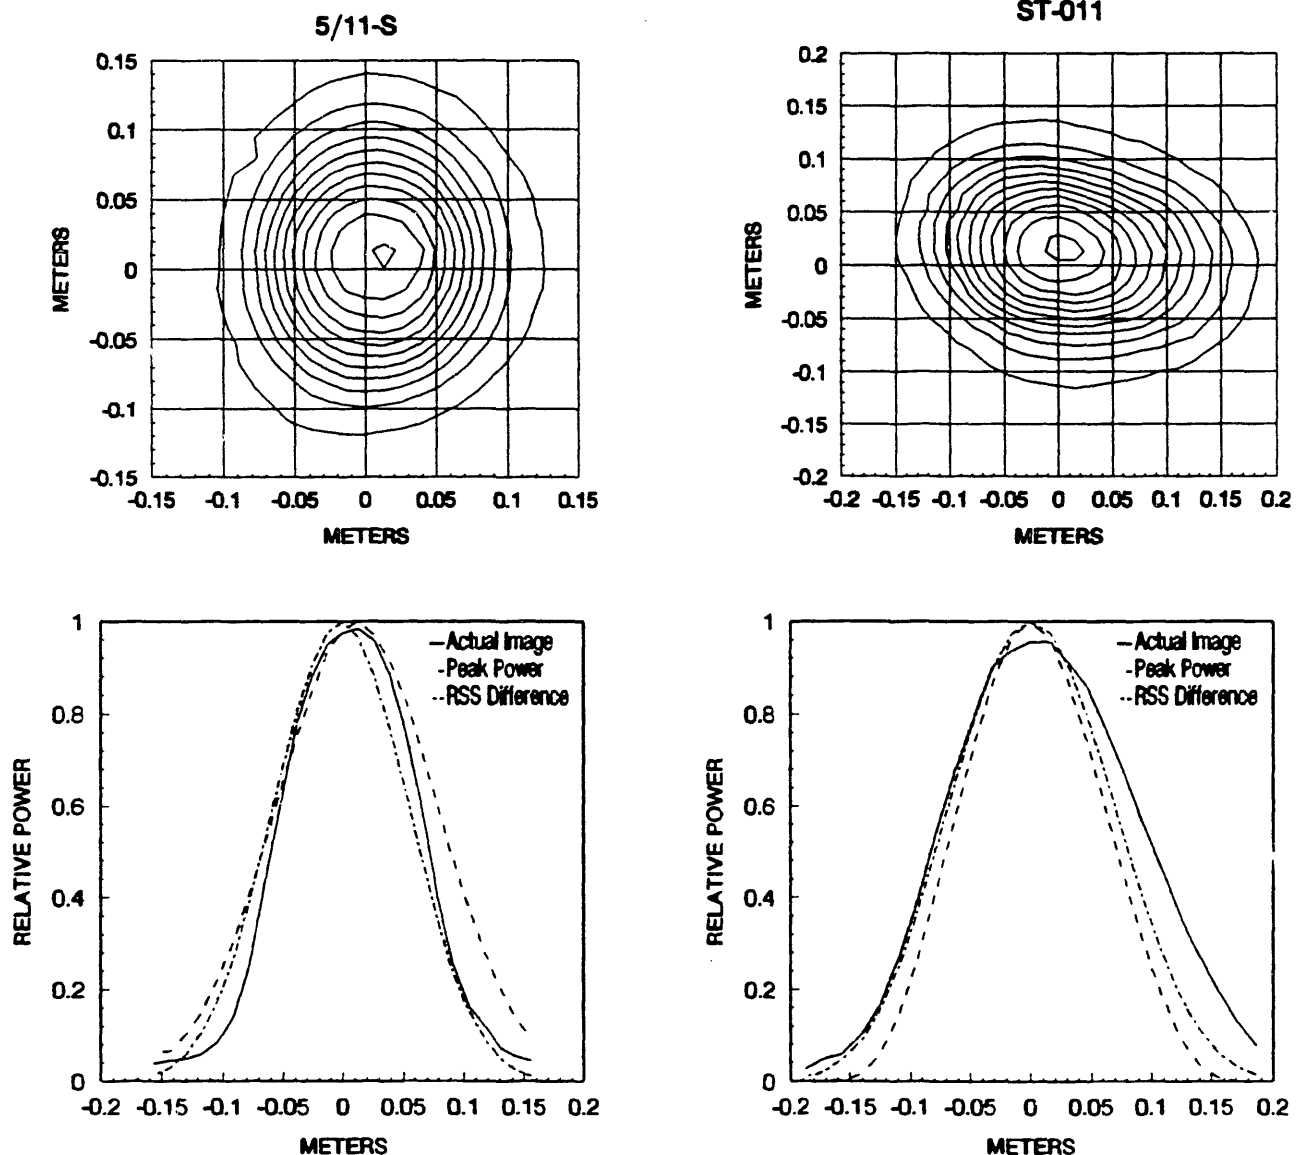 5/11-S
ST-011
0.15
0.1
0.05
0
-0.05
-0.1
-0.15
METERS
-0.15 -0.1 -0.05 0 0.05 0.1 0.15
METERS
0.2
0.15
0.1
0.05
0
-0.05
-0.1
-0.15
-0.2
METERS
-0.2 -0.15 -0.1 -0.05 0 0.05 0.1 0.15 0.2
METERS
1
0.8
0.6
0.4
0.2
0
RELATIVE POWER
Actual Image
Peak Power
RSS Difference
-0.2 -0.15 -0.1 -0.05 0 0.05 0.1 0.15 0.2
METERS
1
0.8
0.6
0.4
0.2
0
RELATIVE POWER
Actual Image
Peak Power
RSS Difference
-0.2 -0.15 -0.1 -0.05 0 0.05 0.1 0.15 0.2
METERS